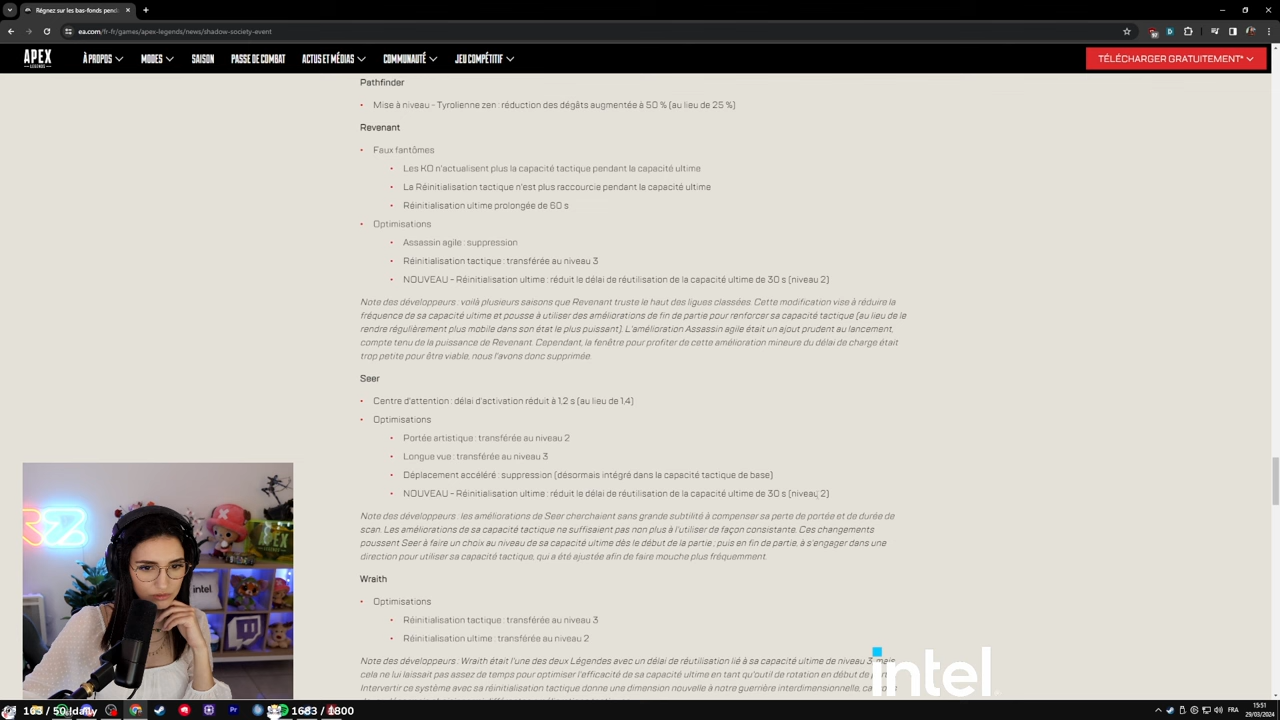 Régnez sur les bas-fonds pend
ea.com/fr-fr/games/apex-legends/news/shadow-society-event
APEX
LEGENDS
À PROPOS
MODES
SAISON
PASSE DE COMBAT
ACTUS ET MÉDIAS
COMMUNAUTÉ
JEU COMPÉTITIF
TÉLÉCHARGER GRATUITEMENT*
Pathfinder
• Mise à niveau – Tyrolienne zen : réduction des dégâts augmentée à 50 % (au lieu de 25 %)
Revenant
• Faux fantômes
• Les KO n'actualisent plus la capacité tactique pendant la capacité ultime
• La Réinitialisation tactique n'est plus raccourcie pendant la capacité ultime
• Réinitialisation ultime prolongée de 60 s
• Optimisations
• Assassin agile : suppression
• Réinitialisation tactique : transférée au niveau 3
• NOUVEAU – Réinitialisation ultime : réduit le délai de réutilisation de la capacité ultime de 30 s (niveau 2)
Note des développeurs : voilà plusieurs saisons que Revenant truste le haut des ligues classées. Cette modification vise à réduire la
fréquence de sa capacité ultime et pousse à utiliser des améliorations de fin de partie pour renforcer sa capacité tactique (au lieu de le
rendre régulièrement plus mobile dans son état le plus puissant). L'amélioration Assassin agile était un ajout prudent au lancement,
compte tenu de la puissance de Revenant. Cependant, la fenêtre pour profiter de cette amélioration mineure du délai de charge était
trop petite pour être viable, nous l'avons donc supprimée.
Seer
• Centre d'attention : délai d'activation réduit à 1,2 s (au lieu de 1,4)
• Optimisations
• Portée artistique : transférée au niveau 2
• Longue vue : transférée au niveau 3
• Déplacement accéléré : suppression (désormais intégré dans la capacité tactique de base)
• NOUVEAU – Réinitialisation ultime : réduit le délai de réutilisation de la capacité ultime de 30 s (niveau 2)
Note des développeurs : les améliorations de Seer cherchaient sans grande subtilité à compenser sa perte de portée et de durée de
scan. Les améliorations de sa capacité tactique ne suffisaient pas non plus à l'utiliser de façon consistante. Ces changements
poussent Seer à faire un choix au niveau de sa capacité ultime dès le début de la partie ; puis en fin de partie, à s'engager dans une
direction pour utiliser sa capacité tactique, qui a été ajustée afin de faire mouche plus fréquemment.
Wraith
• Optimisations
• Réinitialisation tactique : transférée au niveau 3
• Réinitialisation ultime : transférée au niveau 2
Note des développeurs : Wraith était l'une des deux Légendes avec un délai de réutilisation lié à sa capacité ultime de niveau 3, mais
cela ne lui laissait pas assez de temps pour optimiser l'efficacité de sa capacité ultime en tant qu'outil de rotation en début de
Intervertir ce système avec sa réinitialisation tactique donne une dimension nouvelle à notre guerrière interdimensionnelle,
intel
intel
FRA
15:51
29/03/2024